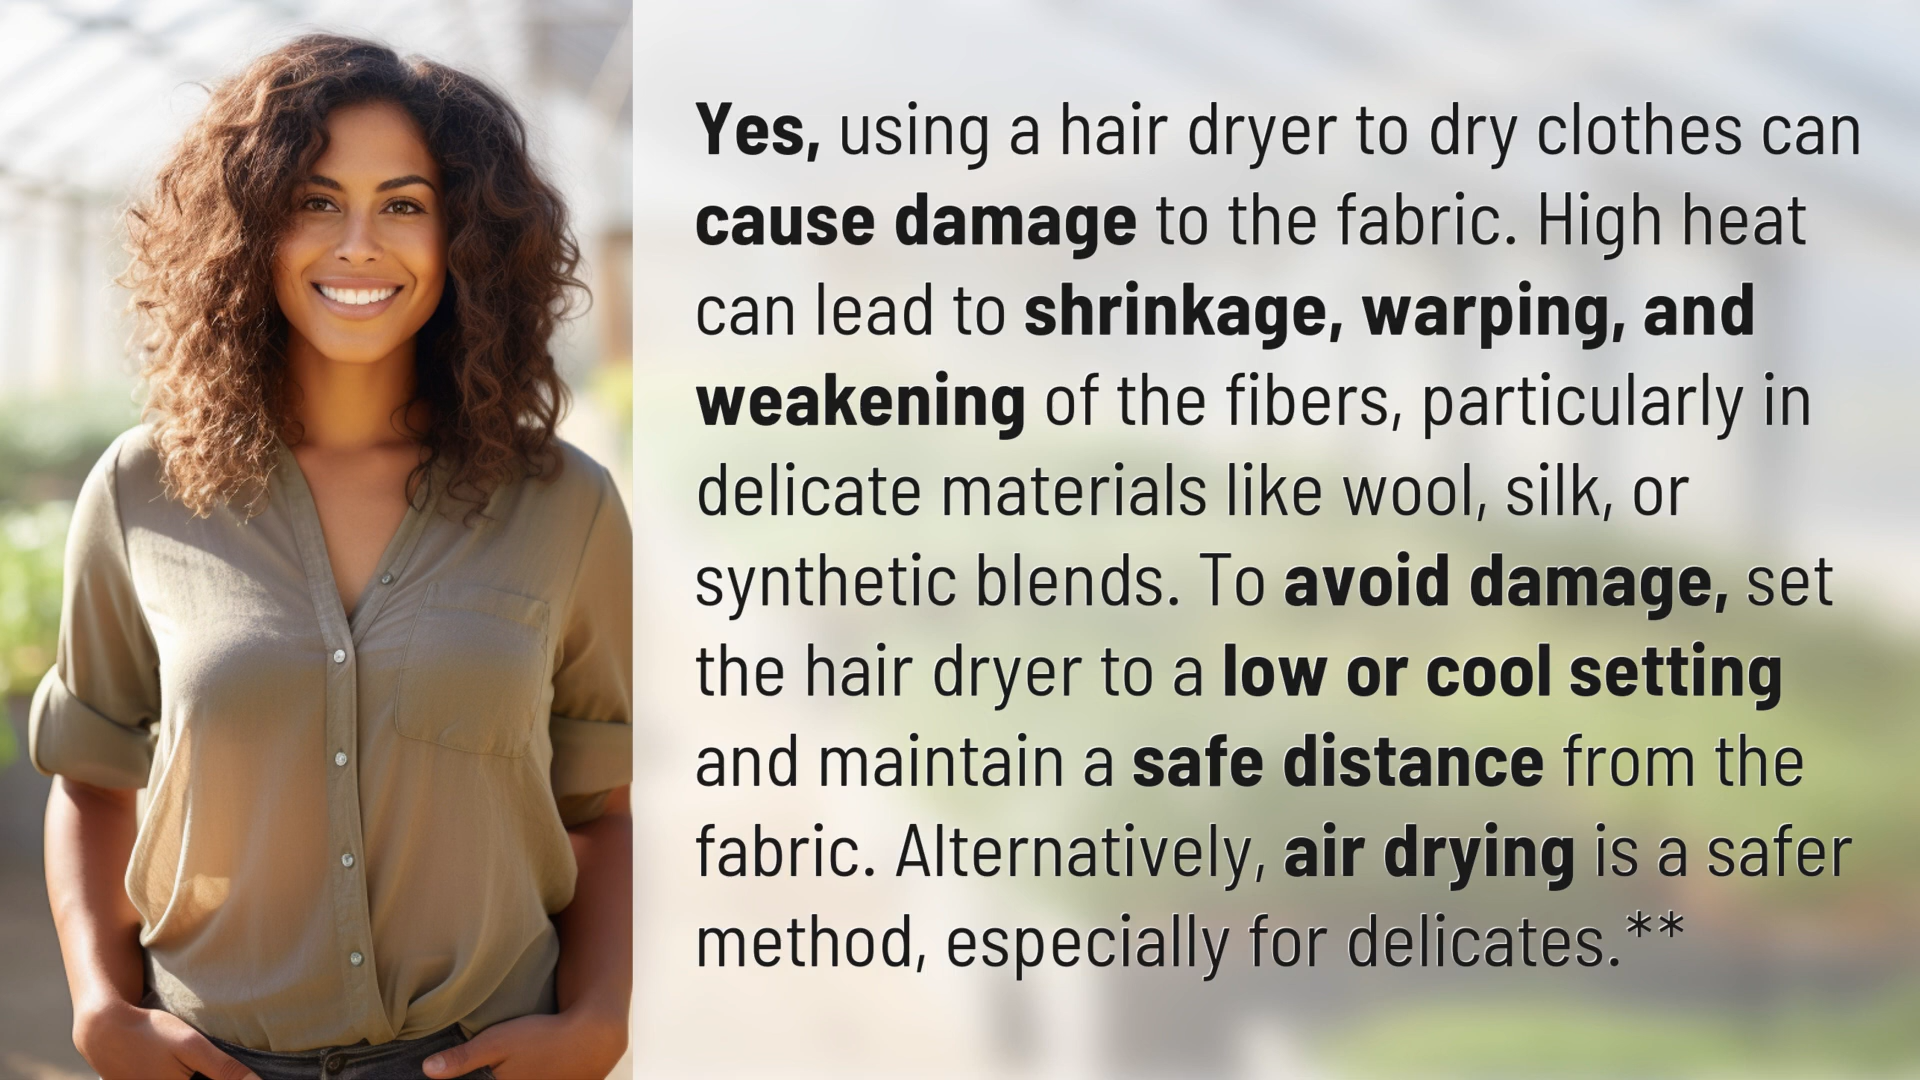 Yes, using a hair dryer to dry clothes can
cause damage to the fabric. High heat
can lead to shrinkage, warping, and
weakening of the fibers, particularly in
delicate materials like wool, silk, or
synthetic blends. To avoid damage, set
the hair dryer to a low or cool setting
and maintain a safe distance from the
fabric. Alternatively, air drying is a safer
method, especially for delicates.**